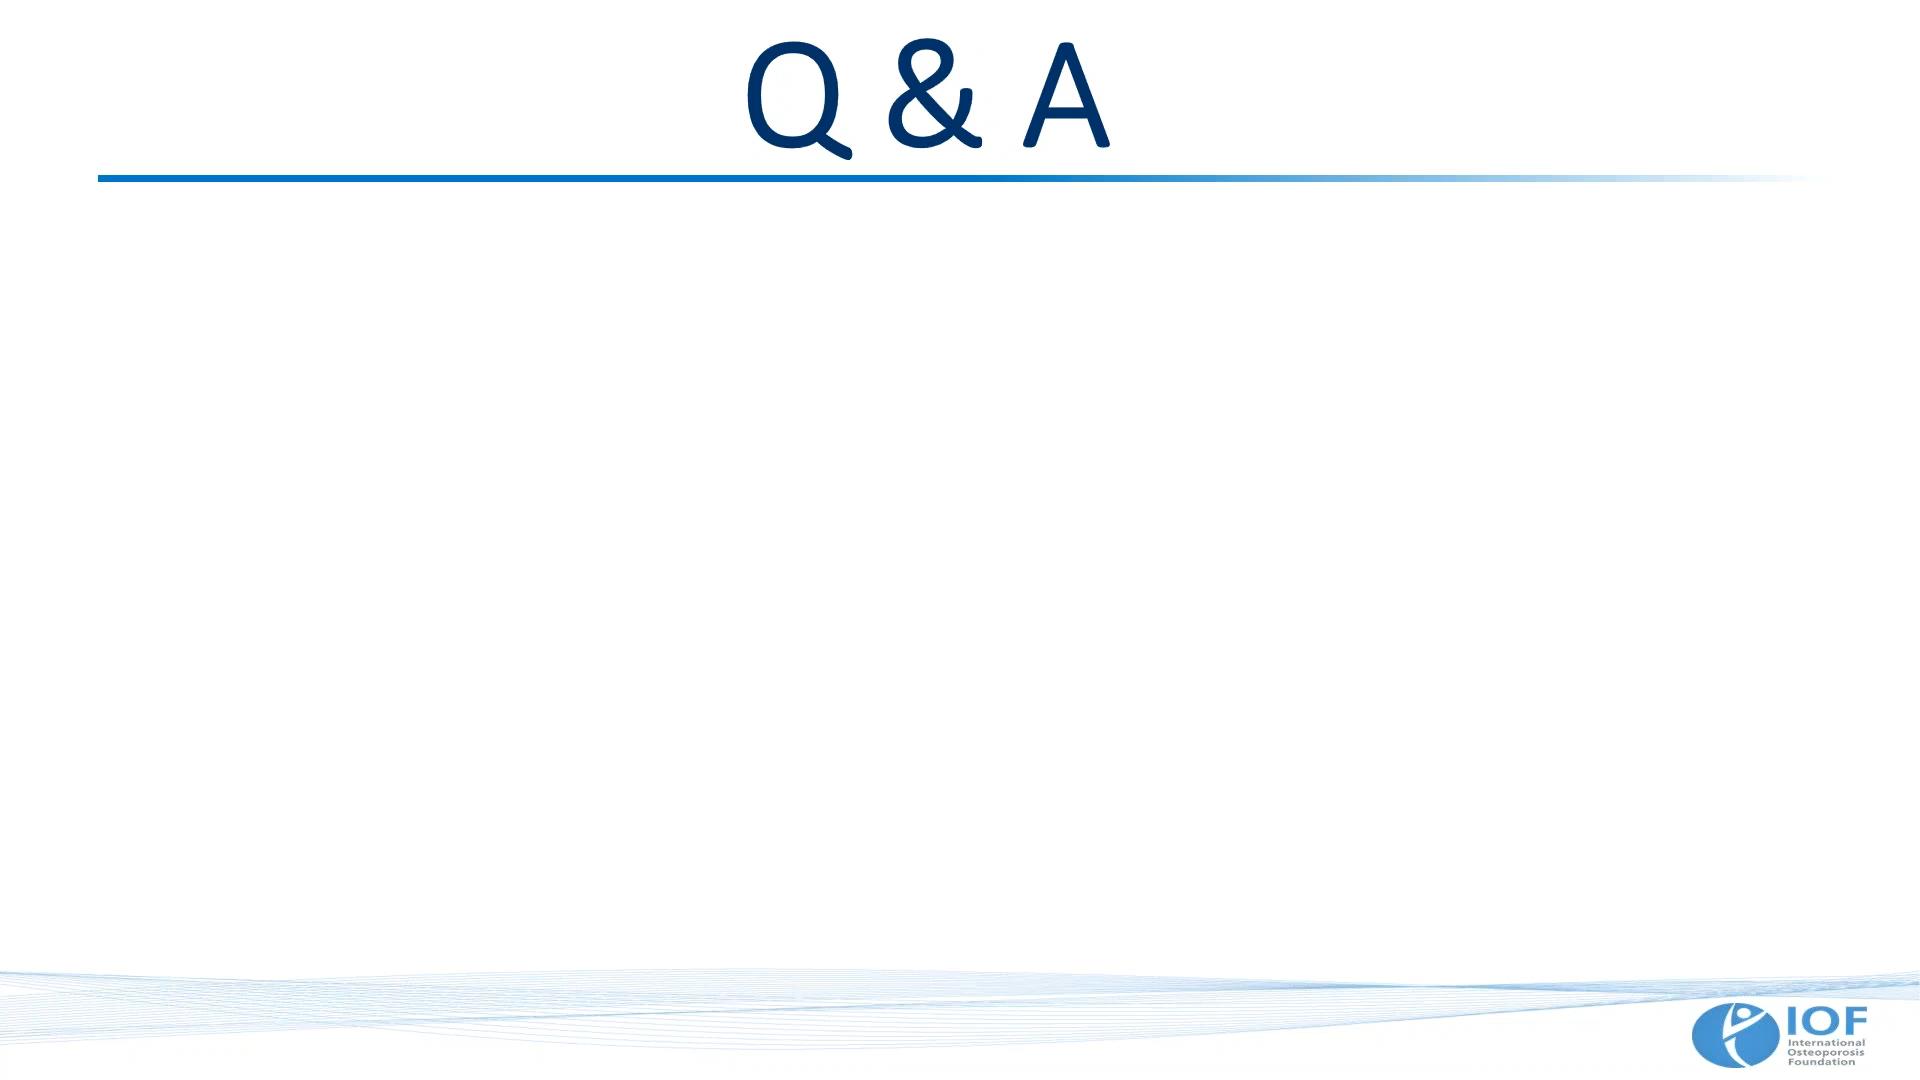 Q & A
IOF
International
Osteoporosis
Foundation